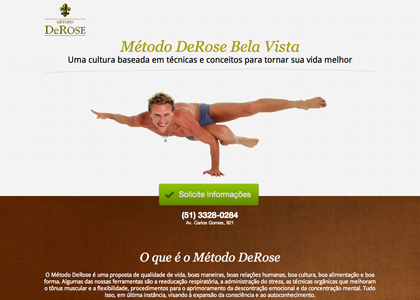 MÉTODO
DeROSE
Método DeRose Bela Vista
Uma cultura baseada em técnicas e conceitos para tornar sua vida melhor
Solicite Informações
(51) 3328-0284
Av. Carlos Gomes, 821
O que é o Método DeRose
O Método DeRose é uma proposta de qualidade de vida, boas maneiras, boas relações humanas, boa cultura, boa alimentação e boa
forma. Algumas das nossas ferramentas são a reeducação respiratória, a administração do stress, as técnicas orgânicas que melhoram
o tônus muscular e a flexibilidade, procedimentos para o aprimoramento da descontração emocional e da concentração mental. Tudo
isso, em última instância, visando à expansão da consciência e ao autoconhecimento.